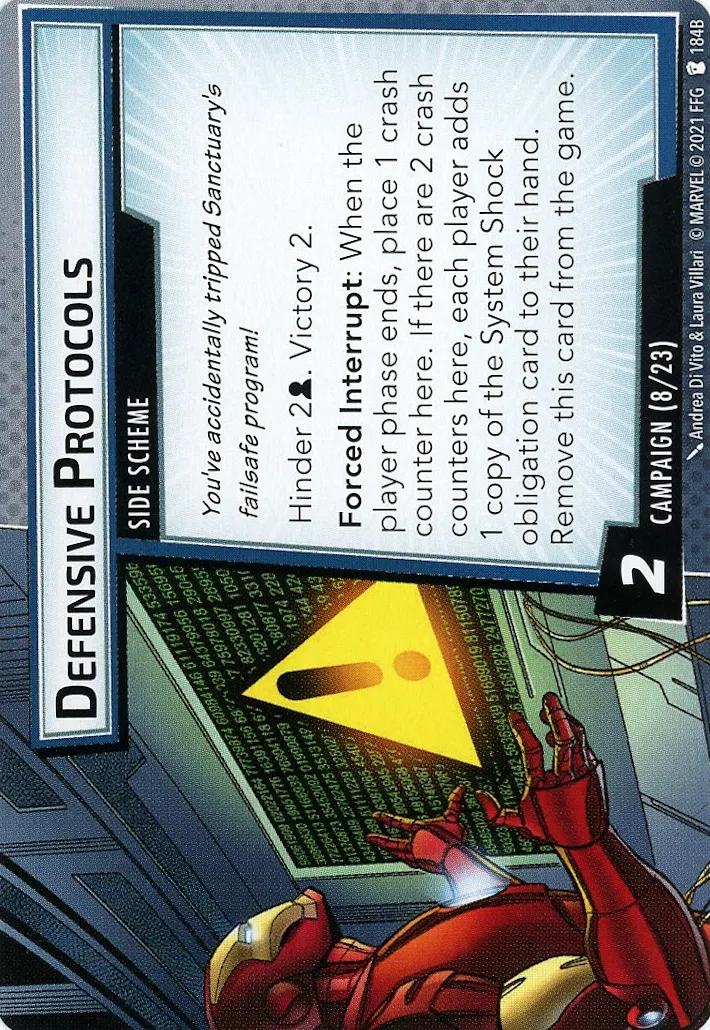 DEFENSIVE PROTOCOLS
SIDE SCHEME
You've accidentally tripped Sanctuary's
failsafe program!
Hinder 2. Victory 2.
Forced Interrupt: When the
player phase ends, place 1 crash
counter here. If there are 2 crash
counters here, each player adds
1 copy of the System Shock
obligation card to their hand.
Remove this card from the game.
2
CAMPAIGN (8/23)
Andrea Di Vito & Laura Villari © MARVEL © 2021 FFG 184B